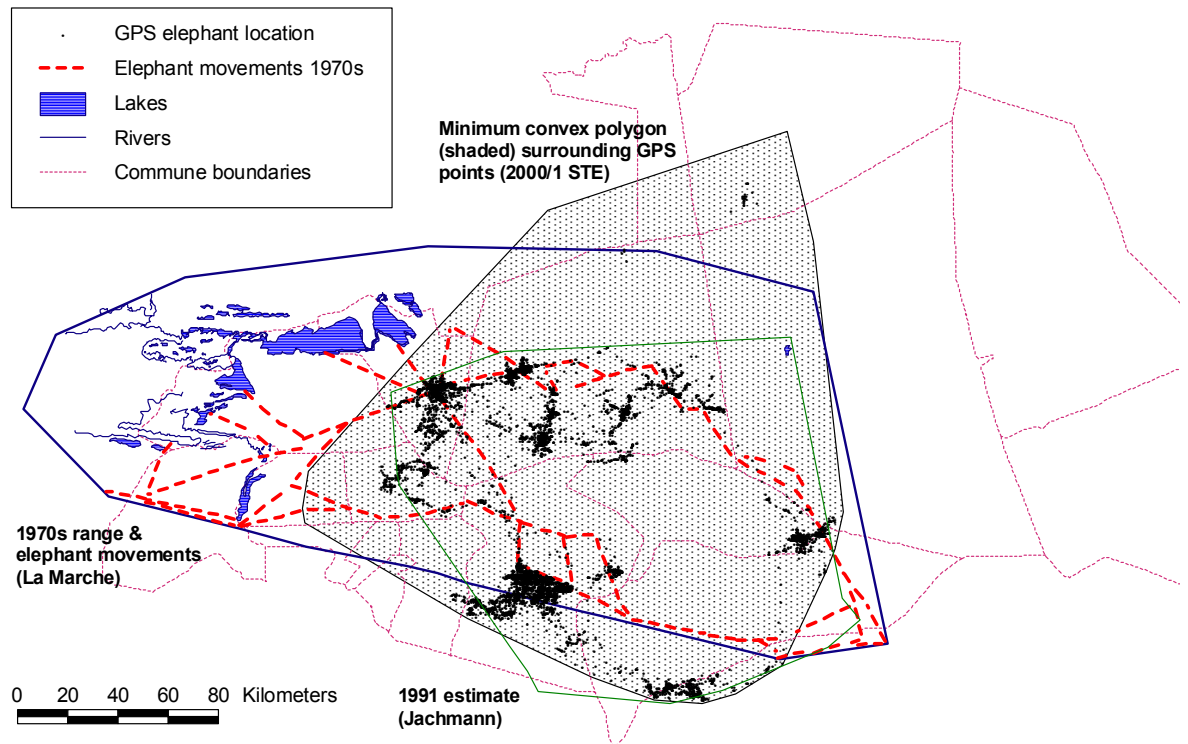 GPS elephant location
Elephant movements 1970s
Lakes
Rivers
Commune boundaries
Minimum convex polygon
(shaded) surrounding GPS
points (2000/1 STE)
1970s range &
elephant movements
(La Marche)
1991 estimate
(Jachmann)
0 20 40 60 80 Kilometers